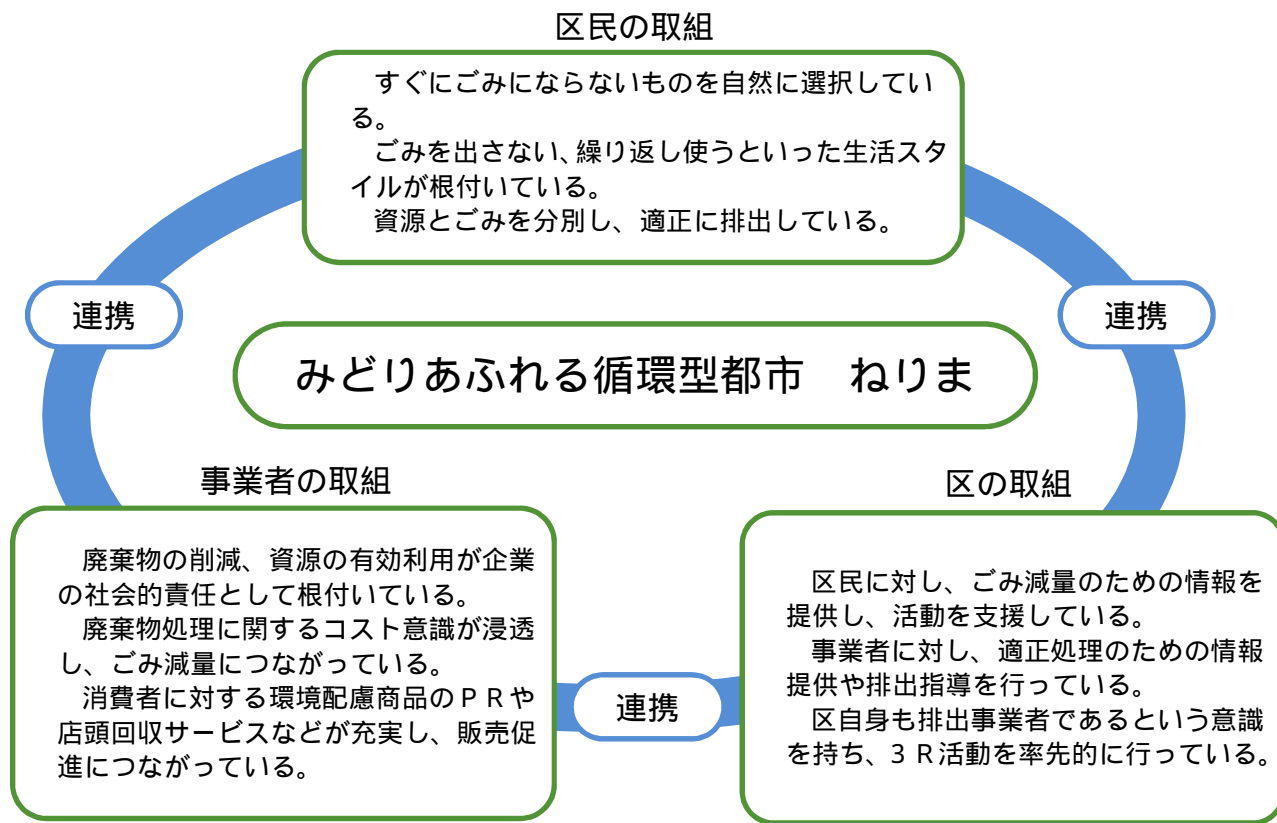 区民の取組
　すぐにごみにならないものを自然に選択してい
る。
　ごみを出さない、繰り返し使うといった生活スタ
イルが根付いている。
　資源とごみを分別し、適正に排出している。
連携
連携
みどりあふれる循環型都市　ねりま
事業者の取組
　廃棄物の削減、資源の有効利用が企業
の社会的責任として根付いている。
　廃棄物処理に関するコスト意識が浸透
し、ごみ減量につながっている。
　消費者に対する環境配慮商品のＰＲや
店頭回収サービスなどが充実し、販売促
進につながっている。
連携
区の取組
　区民に対し、ごみ減量のための情報を
提供し、活動を支援している。
　事業者に対し、適正処理のための情報
提供や排出指導を行っている。
　区自身も排出事業者であるという意識
を持ち、３Ｒ活動を率先的に行っている。